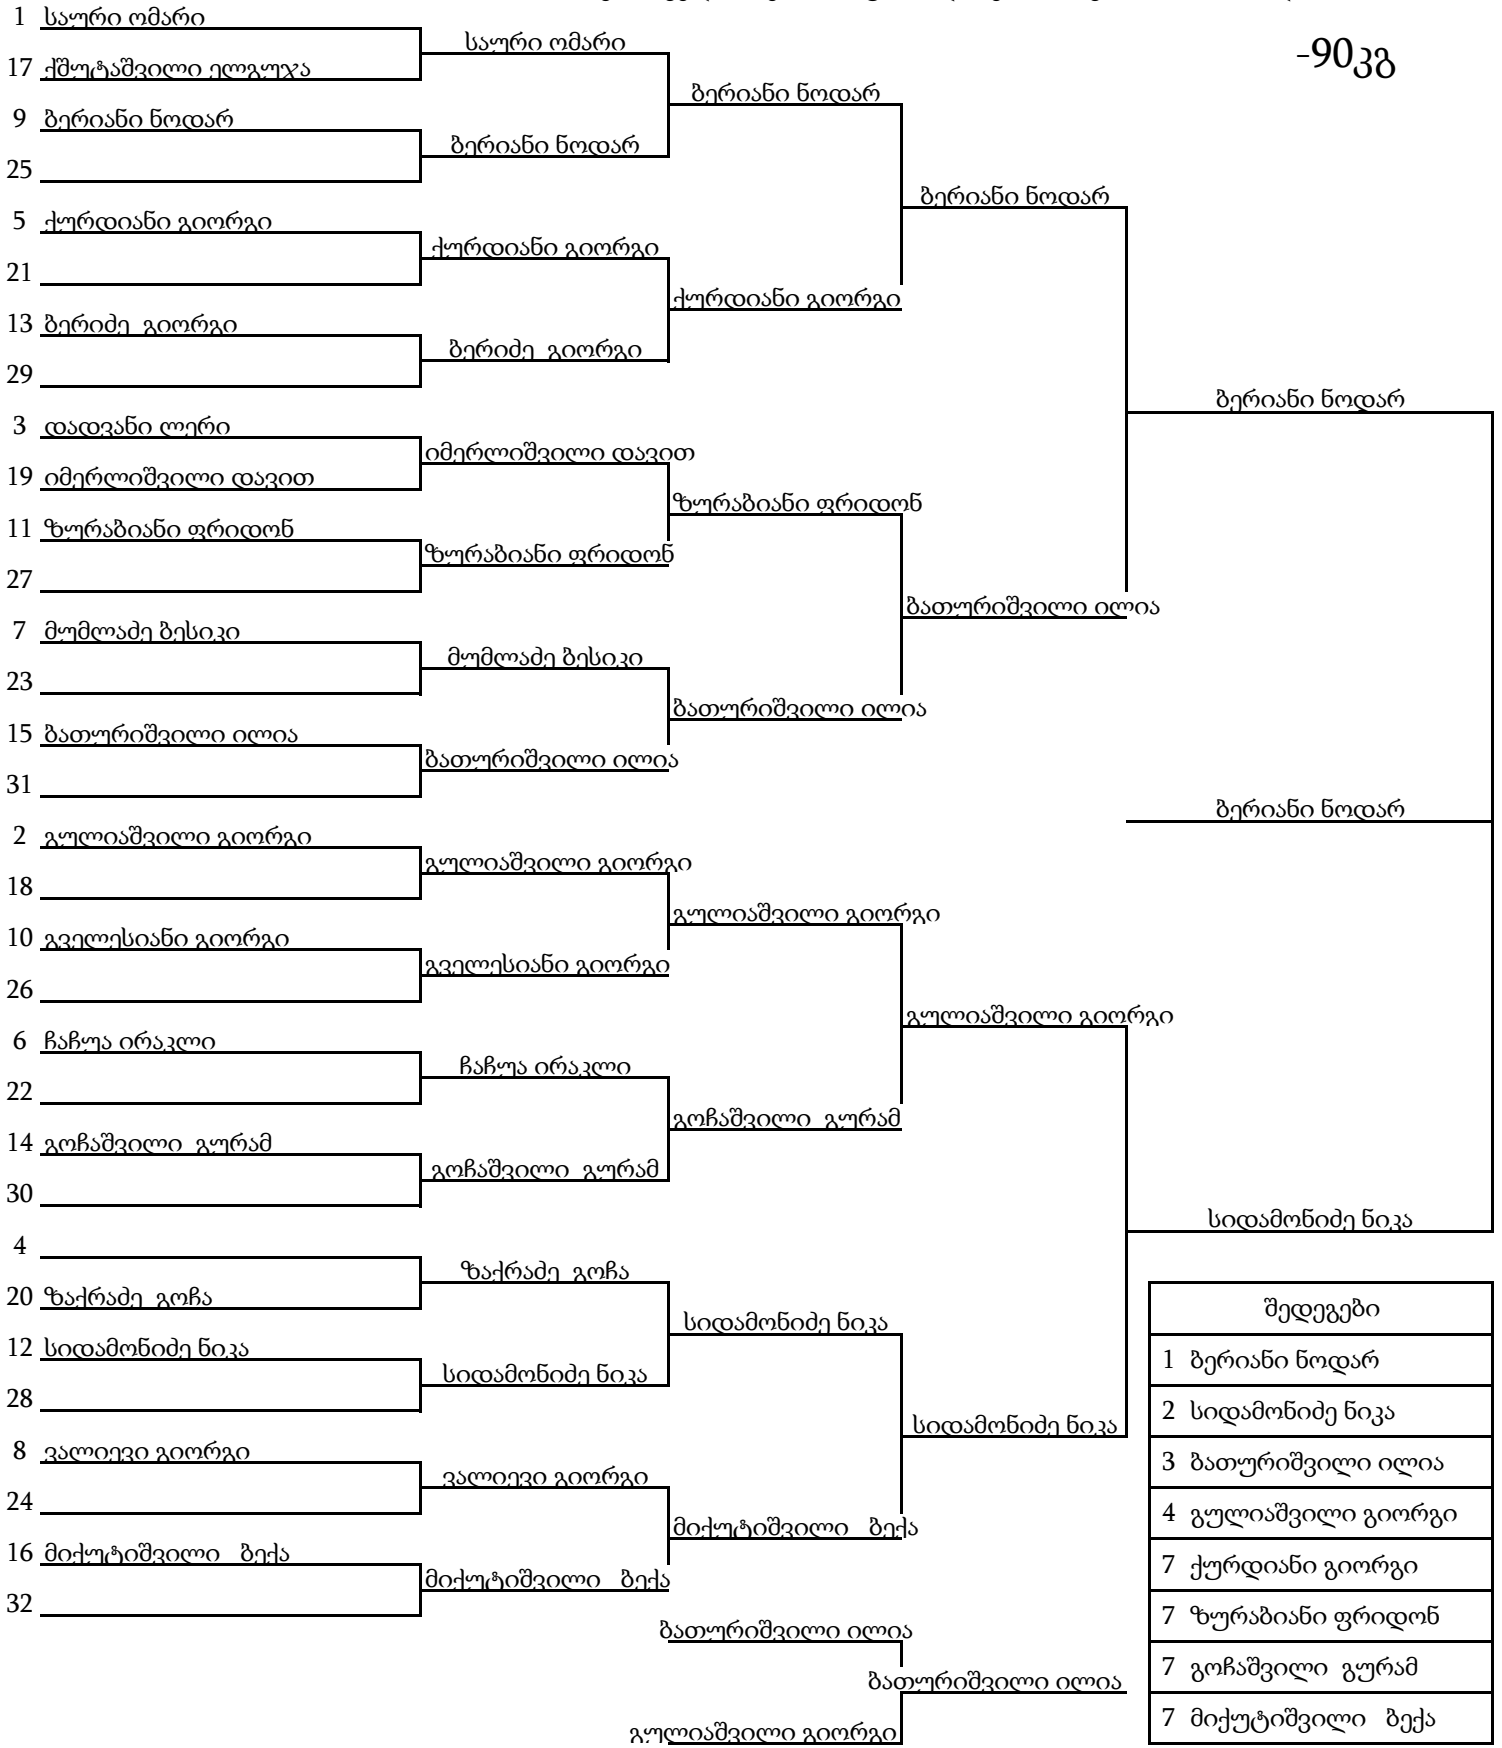 -90კგ
1 საური ომარი
17 ქშუტაშვილი ელგუჯა
9 ბერიანი ნოდარ
25
5 ქურდიანი გიორგი
21
13 ბერიძე გიორგი
29
3 დადვანი ლერი
19 იმერლიშვილი დავით
11 ზურაბიანი ფრიდონ
27
7 მუმლაძე ბესიკი
23
15 ბათურიშვილი ილია
31
2 გულიაშვილი გიორგი
18
10 გველესიანი გიორგი
26
6 ჩაჩუა ირაკლი
22
14 გოჩაშვილი გურამ
30
4
20 ზაქრაძე გოჩა
12 სიდამონიძე ნიკა
28
8 ვალიევი გიორგი
24
16 მიქუტიშვილი ბექა
32
საური ომარი
ბერიანი ნოდარ
ქურდიანი გიორგი
ბერიძე გიორგი
იმერლიშვილი დავით
ზურაბიანი ფრიდონ
მუმლაძე ბესიკი
ბათურიშვილი ილია
გულიაშვილი გიორგი
გველესიანი გიორგი
ჩაჩუა ირაკლი
გოჩაშვილი გურამ
ზაქრაძე გოჩა
სიდამონიძე ნიკა
ვალიევი გიორგი
მიქუტიშვილი ბექა
ბერიანი ნოდარ
ქურდიანი გიორგი
ზურაბიანი ფრიდონ
ბათურიშვილი ილია
გულიაშვილი გიორგი
გოჩაშვილი გურამ
სიდამონიძე ნიკა
მიქუტიშვილი ბექა
ბერიანი ნოდარ
ბათურიშვილი ილია
გულიაშვილი გიორგი
სიდამონიძე ნიკა
ბერიანი ნოდარ
ბერიანი ნოდარ
სიდამონიძე ნიკა
ბათურიშვილი ილია
ბათურიშვილი ილია
გულიაშვილი გიორგი
შედეგები
1 ბერიანი ნოდარ
2 სიდამონიძე ნიკა
3 ბათურიშვილი ილია
4 გულიაშვილი გიორგი
7 ქურდიანი გიორგი
7 ზურაბიანი ფრიდონ
7 გოჩაშვილი გურამ
7 მიქუტიშვილი ბექა